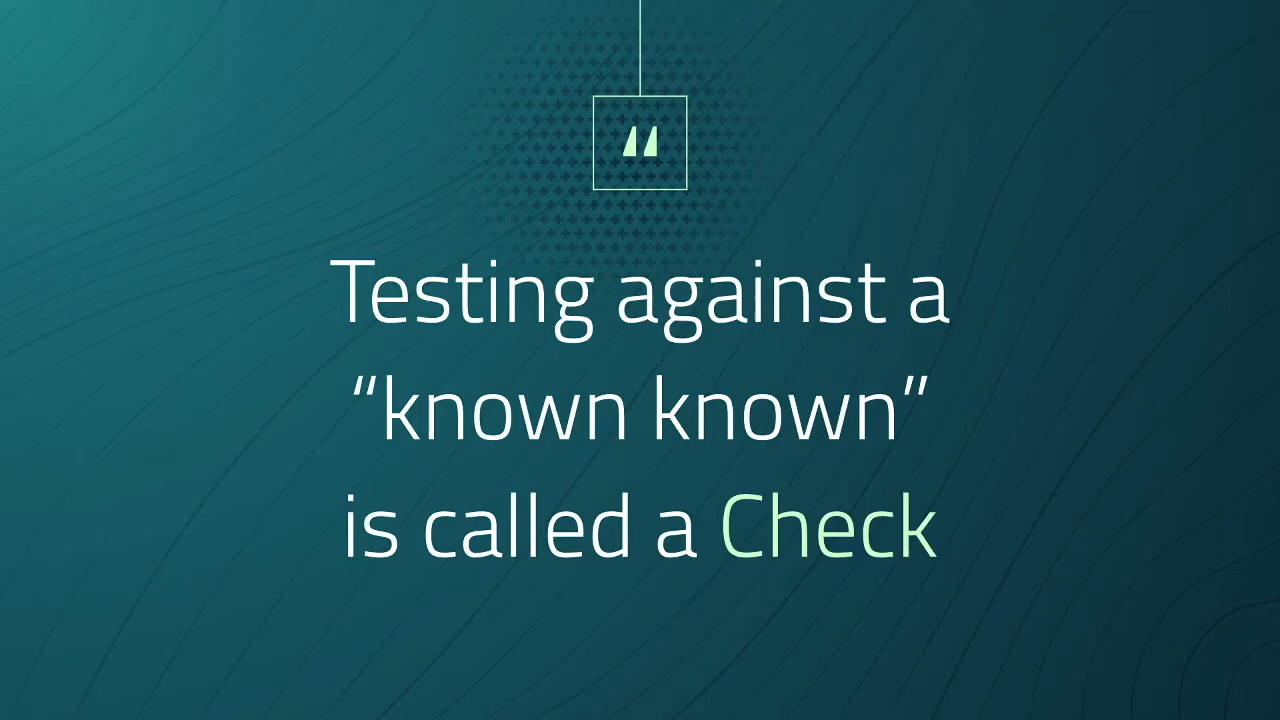 “
Testing against a
“known known”
is called a Check